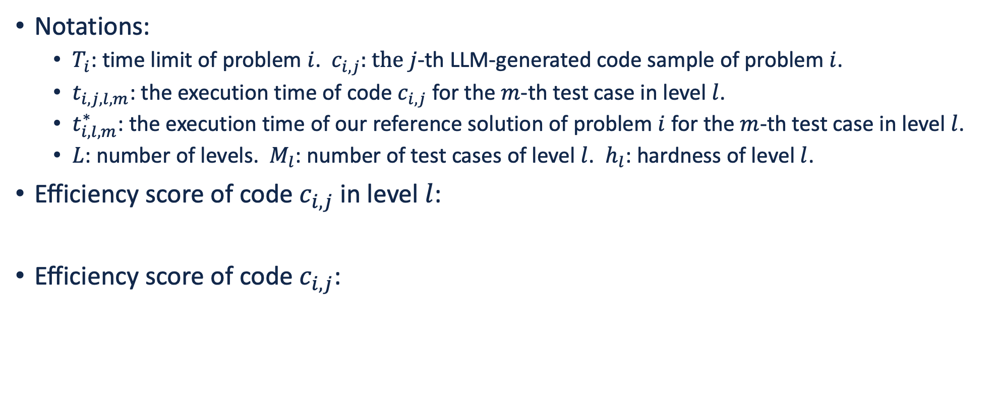 • Notations:
• T_i: time limit of problem i. c_{i,j}: the j-th LLM-generated code sample of problem i.
• t_{i,j,l,m}: the execution time of code c_{i,j} for the m-th test case in level l.
• t^*_{i,l,m}: the execution time of our reference solution of problem i for the m-th test case in level l.
• L: number of levels. M_l: number of test cases of level l. h_l: hardness of level l.
• Efficiency score of code c_{i,j} in level l:
• Efficiency score of code c_{i,j}: